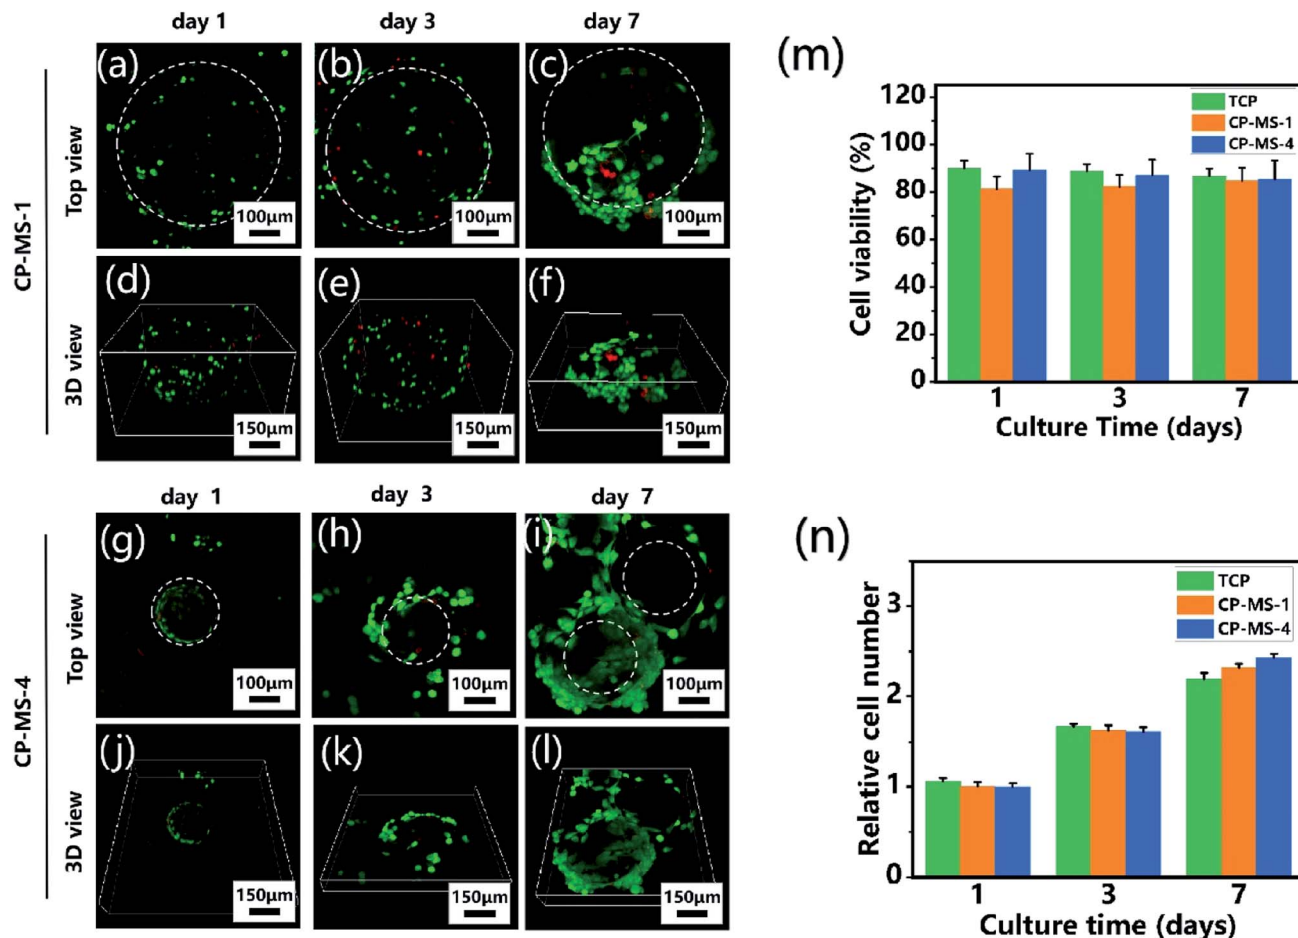 day 1 day 3 day 7
CP-MS-1
Top view
(a) (b) (c)
100μm 100μm 100μm
3D view
(d) (e) (f)
150μm 150μm 150μm
day 1 day 3 day 7
CP-MS-4
Top view
(g) (h) (i)
100μm 100μm 100μm
3D view
(j) (k) (l)
150μm 150μm 150μm
(m)
Cell viability (%)
120
100
80
60
40
20
0
TCP
CP-MS-1
CP-MS-4
1 3 7
Culture Time (days)
(n)
Relative cell number
3
2
1
0
TCP
CP-MS-1
CP-MS-4
1 3 7
Culture time (days)